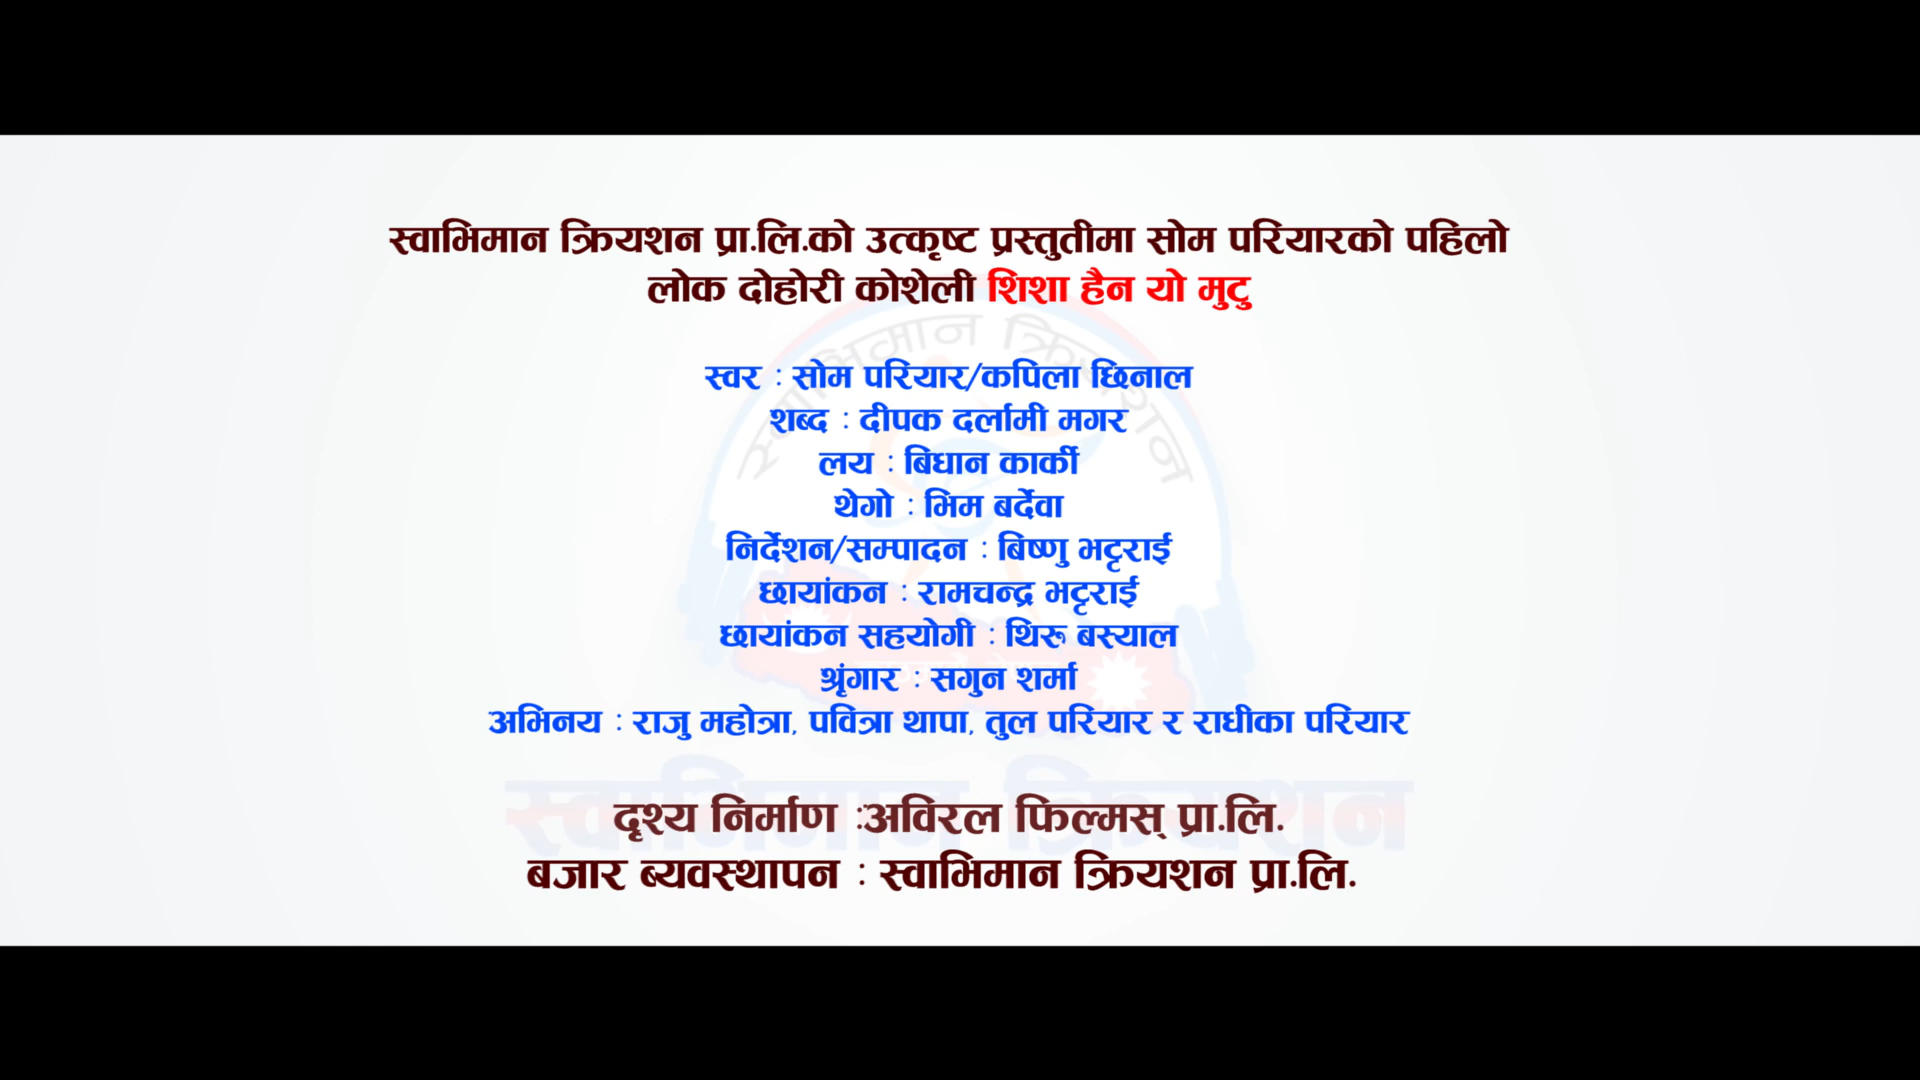 स्वाभिमान क्रियशन प्रा.लि.को उत्कृष्ट प्रस्तुतीमा सोम परियारको पहिलो
लोक दोहोरी कोशेली शिशा हैन यो मुटु
स्वाभिमान क्रियशन
स्वर : सोम परियार/कपिला छिनाल
शब्द : दीपक दर्लामी मगर
लय : बिधान कार्की
थेगो : भिम बर्देवा
निर्देशन/सम्पादन : बिष्णु भट्टराई
छायांकन : रामचन्द्र भट्टराई
छायांकन सहयोगी : थिरू बस्याल
श्रृंगार : सगुन शर्मा
अभिनय : राजु महोत्रा, पवित्रा थापा, तुल परियार र राधीका परियार
स्वाभिमान क्रियशन
दृश्य निर्माण :अविरल फिल्मस् प्रा.लि.
बजार ब्यवस्थापन : स्वाभिमान क्रियशन प्रा.लि.